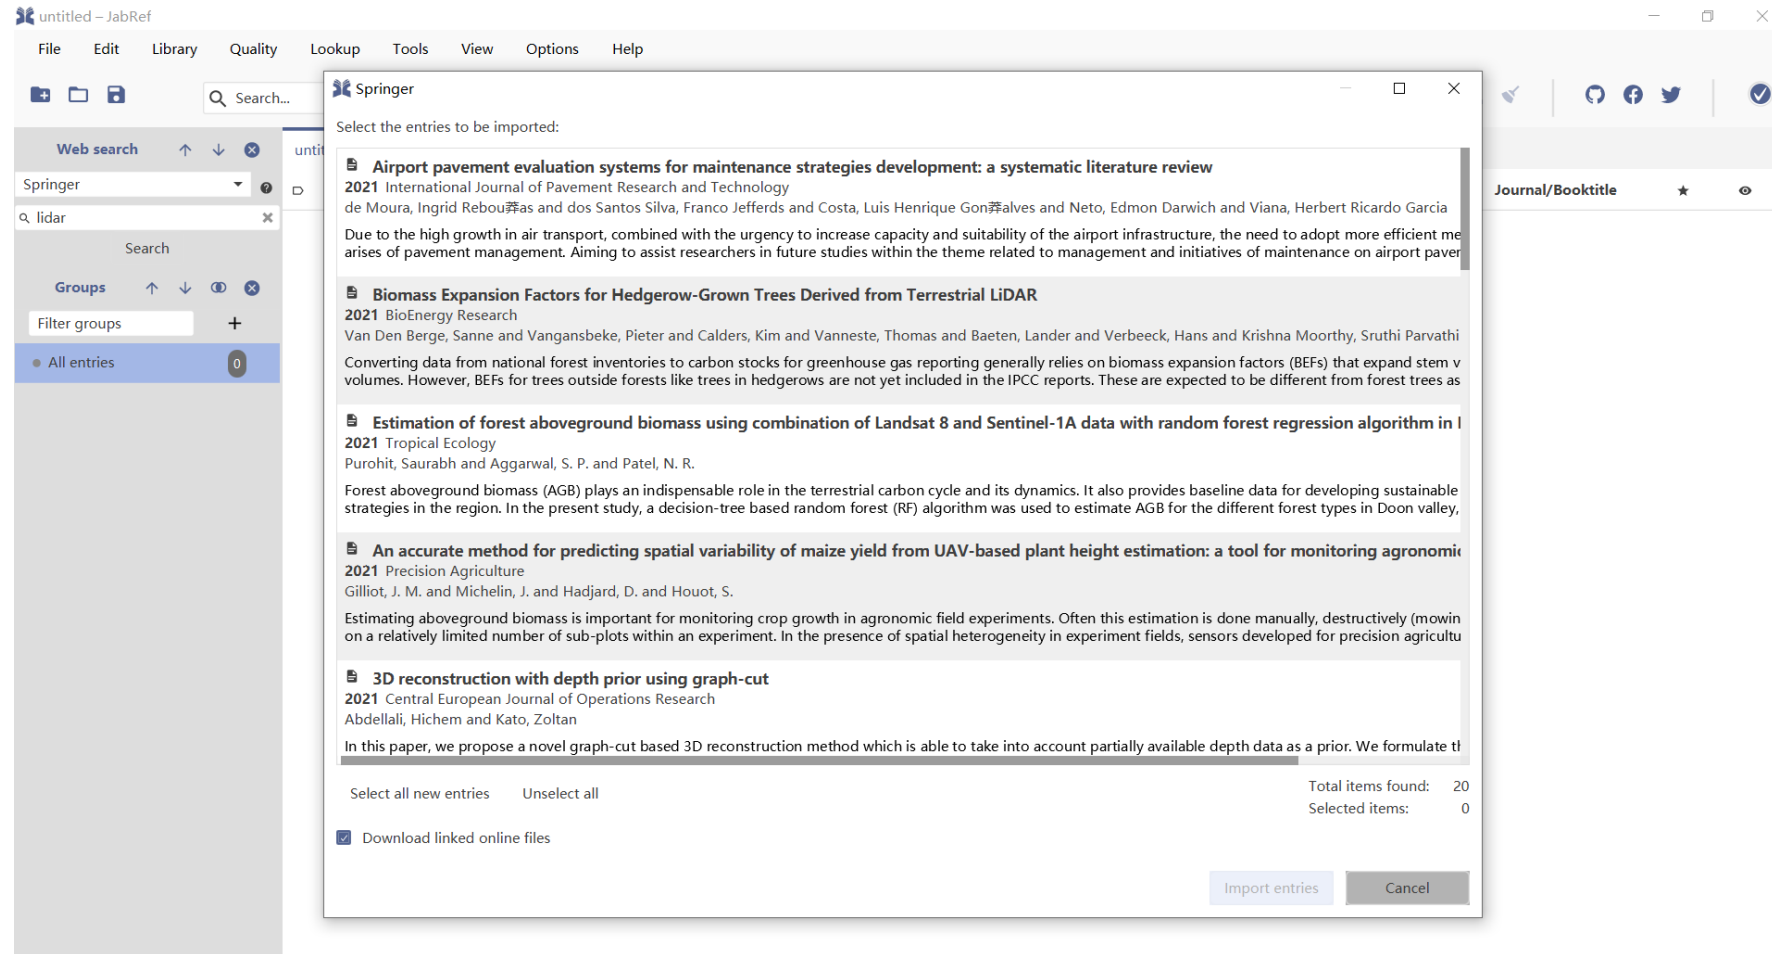 untitled – JabRef
File Edit Library Quality Lookup Tools View Options Help
Search...
Web search
Springer
lidar
Search
Groups
Filter groups
All entries 0
Journal/Booktitle
Springer
Select the entries to be imported:
Airport pavement evaluation systems for maintenance strategies development: a systematic literature review
2021 International Journal of Pavement Research and Technology
de Moura, Ingrid Rebou莽as and dos Santos Silva, Franco Jefferds and Costa, Luis Henrique Gon莽alves and Neto, Edmon Darwich and Viana, Herbert Ricardo Garcia
Due to the high growth in air transport, combined with the urgency to increase capacity and suitability of the airport infrastructure, the need to adopt more efficient me
arises of pavement management. Aiming to assist researchers in future studies within the theme related to management and initiatives of maintenance on airport paver
Biomass Expansion Factors for Hedgerow-Grown Trees Derived from Terrestrial LiDAR
2021 BioEnergy Research
Van Den Berge, Sanne and Vangansbeke, Pieter and Calders, Kim and Vanneste, Thomas and Baeten, Lander and Verbeeck, Hans and Krishna Moorthy, Sruthi Parvathi
Converting data from national forest inventories to carbon stocks for greenhouse gas reporting generally relies on biomass expansion factors (BEFs) that expand stem v
volumes. However, BEFs for trees outside forests like trees in hedgerows are not yet included in the IPCC reports. These are expected to be different from forest trees as
Estimation of forest aboveground biomass using combination of Landsat 8 and Sentinel-1A data with random forest regression algorithm in
2021 Tropical Ecology
Purohit, Saurabh and Aggarwal, S. P. and Patel, N. R.
Forest aboveground biomass (AGB) plays an indispensable role in the terrestrial carbon cycle and its dynamics. It also provides baseline data for developing sustainable
strategies in the region. In the present study, a decision-tree based random forest (RF) algorithm was used to estimate AGB for the different forest types in Doon valley,
An accurate method for predicting spatial variability of maize yield from UAV-based plant height estimation: a tool for monitoring agronomic
2021 Precision Agriculture
Gilliot, J. M. and Michelin, J. and Hadjard, D. and Houot, S.
Estimating aboveground biomass is important for monitoring crop growth in agronomic field experiments. Often this estimation is done manually, destructively (mowin
on a relatively limited number of sub-plots within an experiment. In the presence of spatial heterogeneity in experiment fields, sensors developed for precision agricultu
3D reconstruction with depth prior using graph-cut
2021 Central European Journal of Operations Research
Abdellali, Hichem and Kato, Zoltan
In this paper, we propose a novel graph-cut based 3D reconstruction method which is able to take into account partially available depth data as a prior. We formulate
Select all new entries Unselect all
Total items found: 20
Selected items: 0
Download linked online files
Import entries Cancel